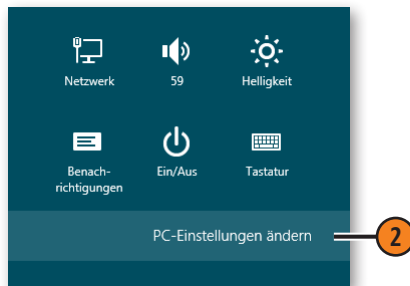 Netzwerk
59
Helligkeit
Benach-
richtigungen
Ein/Aus
Tastatur
PC-Einstellungen ändern
2